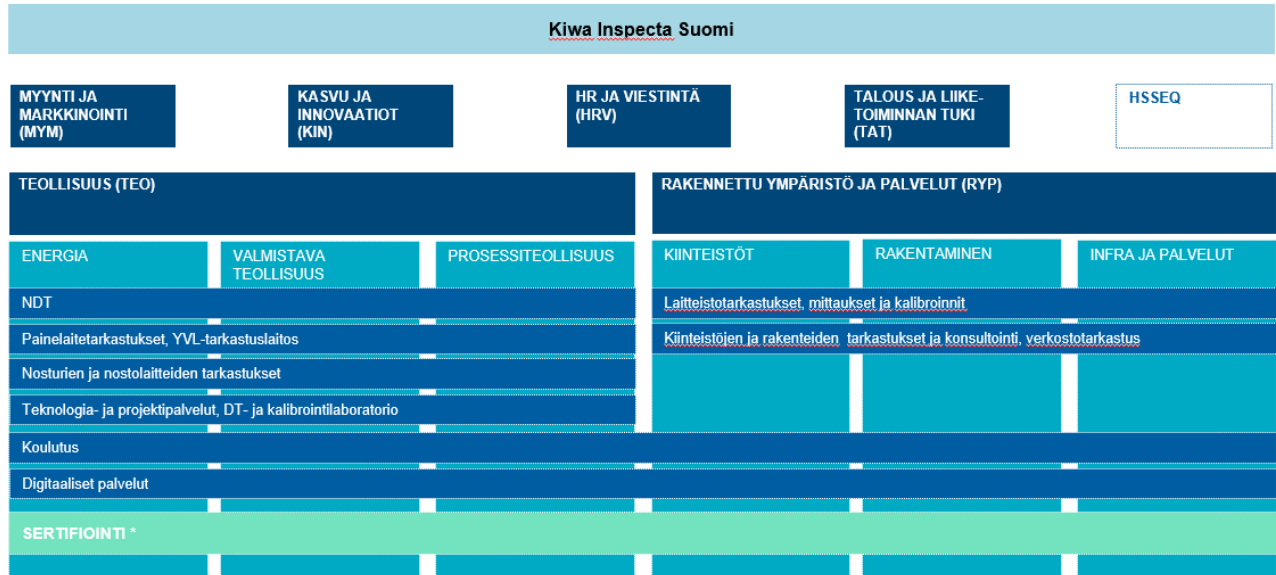 Kiwa Inspecta Suomi
MYYNTI JA
MARKKINOINTI
(MYM)
KASVU JA
INNOVAATIOT
(KIN)
HR JA VIESTINTÄ
(HRV)
TALOUS JA LIIKE-
TOIMINNAN TUKI
(TAT)
HSSEQ
TEOLLISUUS (TEO)
RAKENNETTU YMPÄRISTÖ JA PALVELUT (RYP)
ENERGIA
VALMISTAVA
TEOLLISUUS
PROSESSITEOLLISUUS
KIINTEISTÖT
RAKENTAMINEN
INFRA JA PALVELUT
NDT
Laitteistotarkastukset, mittaukset ja kalibroinnit
Painelaitetarkastukset, YVL-tarkastuslaitos
Kiinteistöjen ja rakenteiden tarkastukset ja konsultointi, verkostotarkastus
Nosturien ja nostolaitteiden tarkastukset
Teknologia- ja projektipalvelut, DT- ja kalibrointilaboratorio
Koulutus
Digitaaliset palvelut
SERTIFIOINTI *